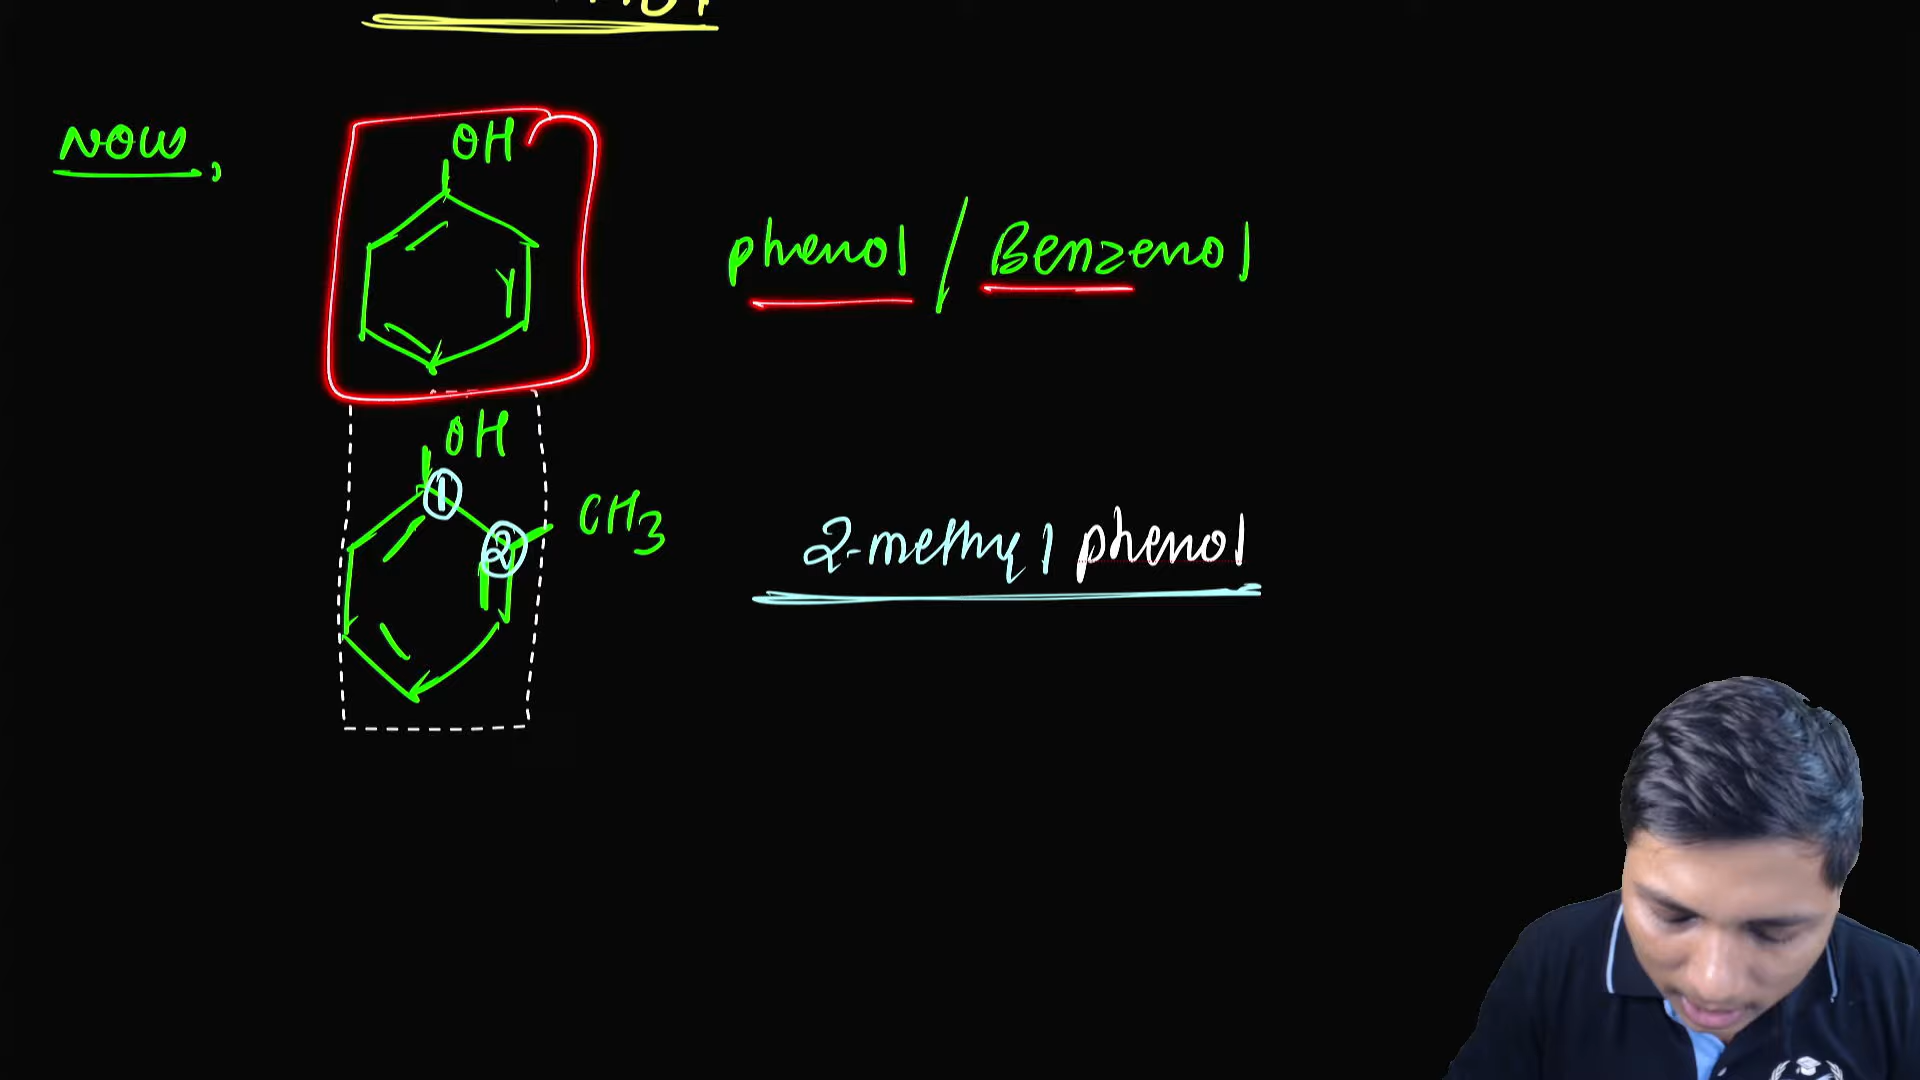 NOW,
OH
phenol / Benzenol
OH
1
2
CH3
2-methyl phenol